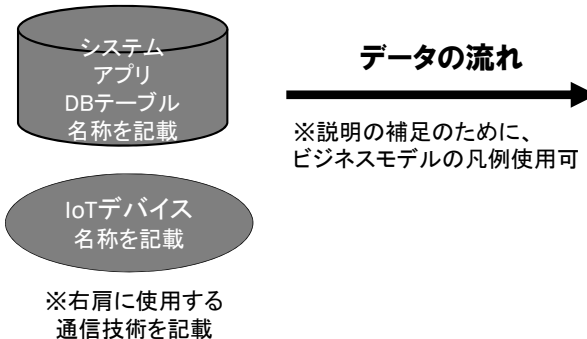 システム
アプリ
DBテーブル
名称を記載
データの流れ
※説明の補足のために、
ビジネスモデルの凡例使用可
IoTデバイス
名称を記載
※右肩に使用する
通信技術を記載